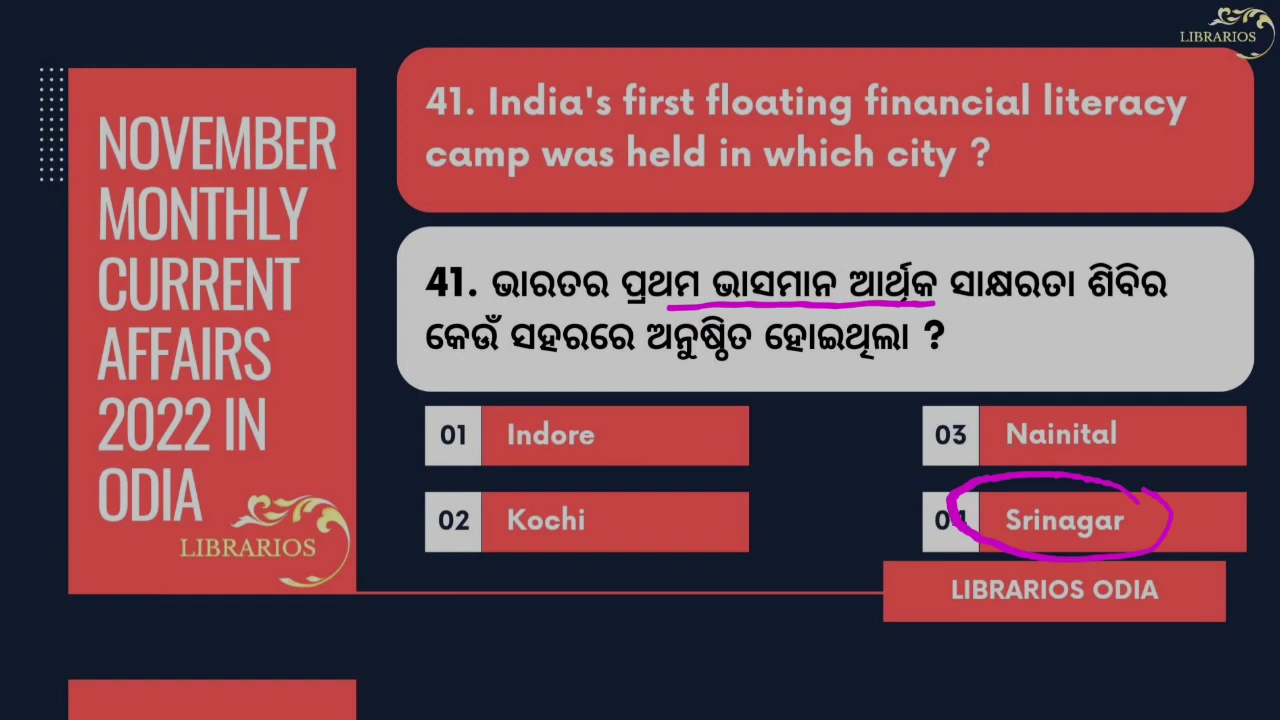 LIBRARIOS
NOVEMBER
MONTHLY
CURRENT
AFFAIRS
2022 IN
ODIA
LIBRARIOS
41. India's first floating financial literacy
camp was held in which city ?
41. ଭାରତର ପ୍ରଥମ ଭାସମାନ ଆର୍ଥିକ ସାକ୍ଷରତା ଶିବିର
କେଉଁ ସହରରେ ଅନୁଷ୍ଠିତ ହୋଇଥିଲା ?
01 Indore
02 Kochi
03 Nainital
04 Srinagar
LIBRARIOS ODIA